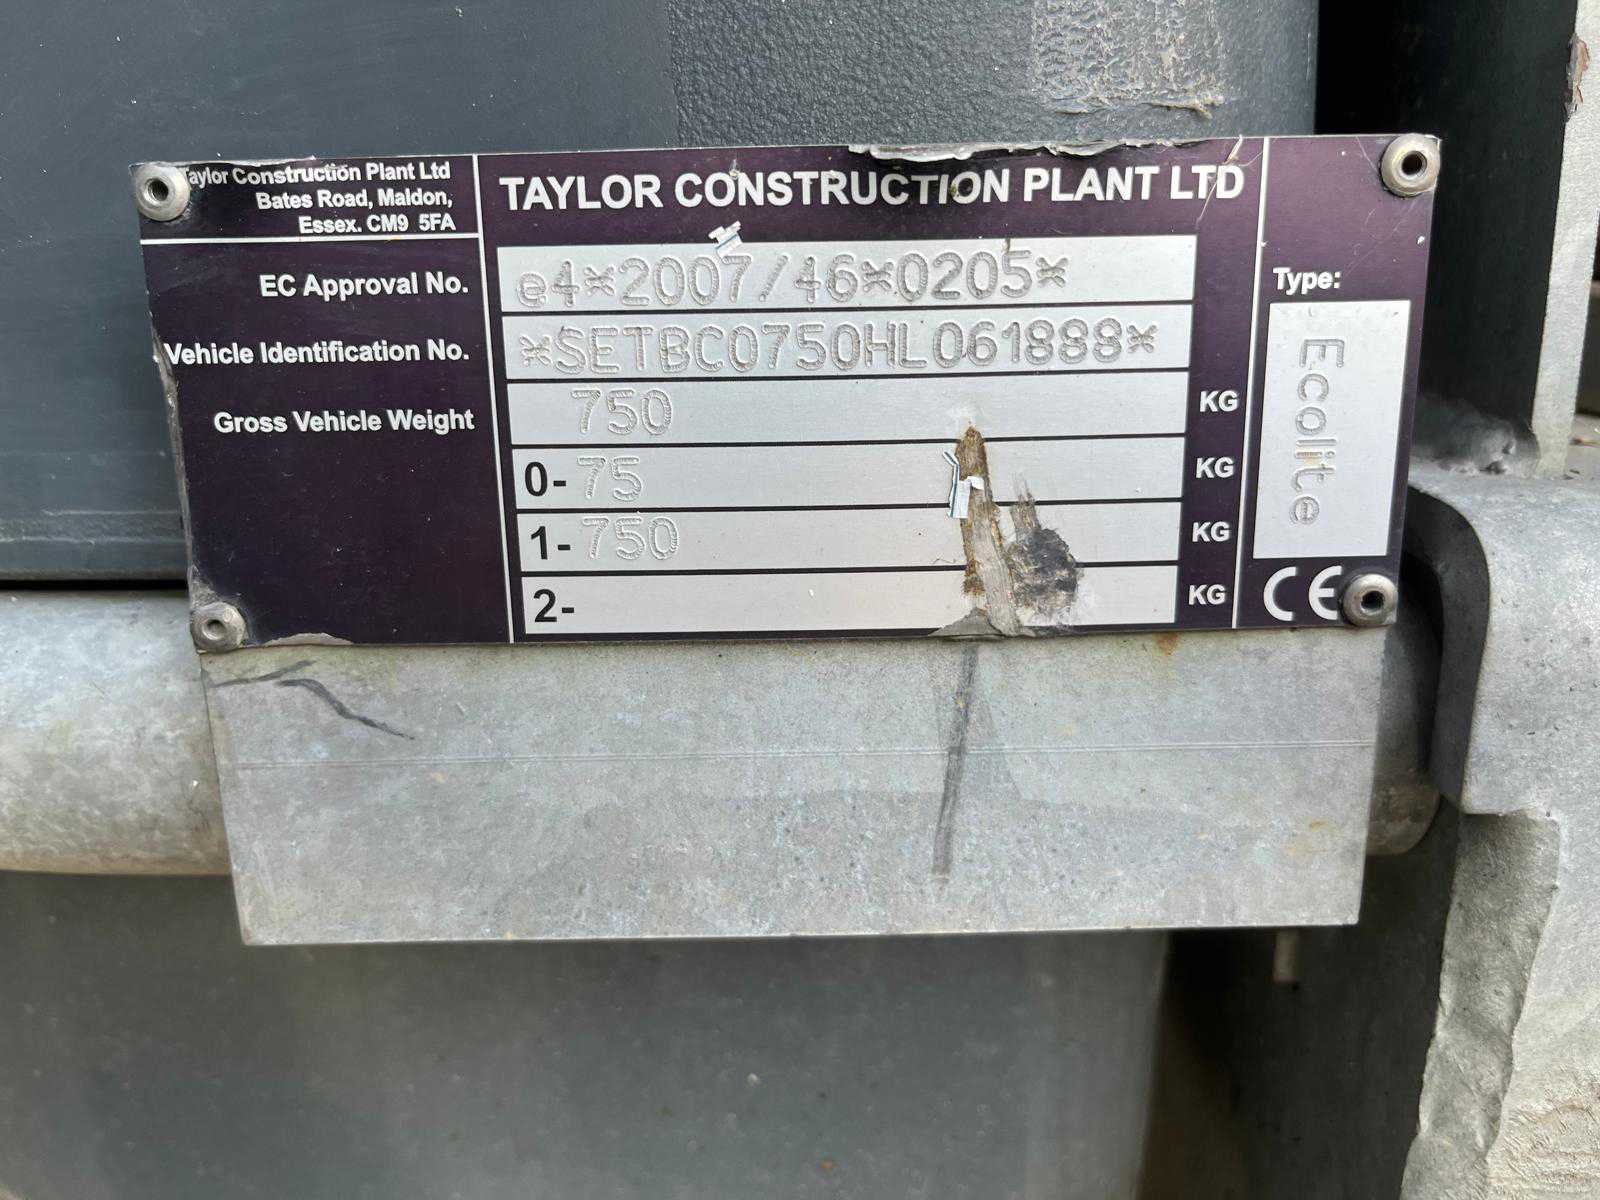 Taylor Construction Plant Ltd
Bates Road, Maldon,
Essex. CM9 5FA
TAYLOR CONSTRUCTION PLANT LTD
EC Approval No. e4*2007/46*0205*
Vehicle Identification No. *SETBC0750HL061888*
Gross Vehicle Weight 750 KG
0- 75 KG
1- 750 KG
2- KG
Type:
Ecolite
CE